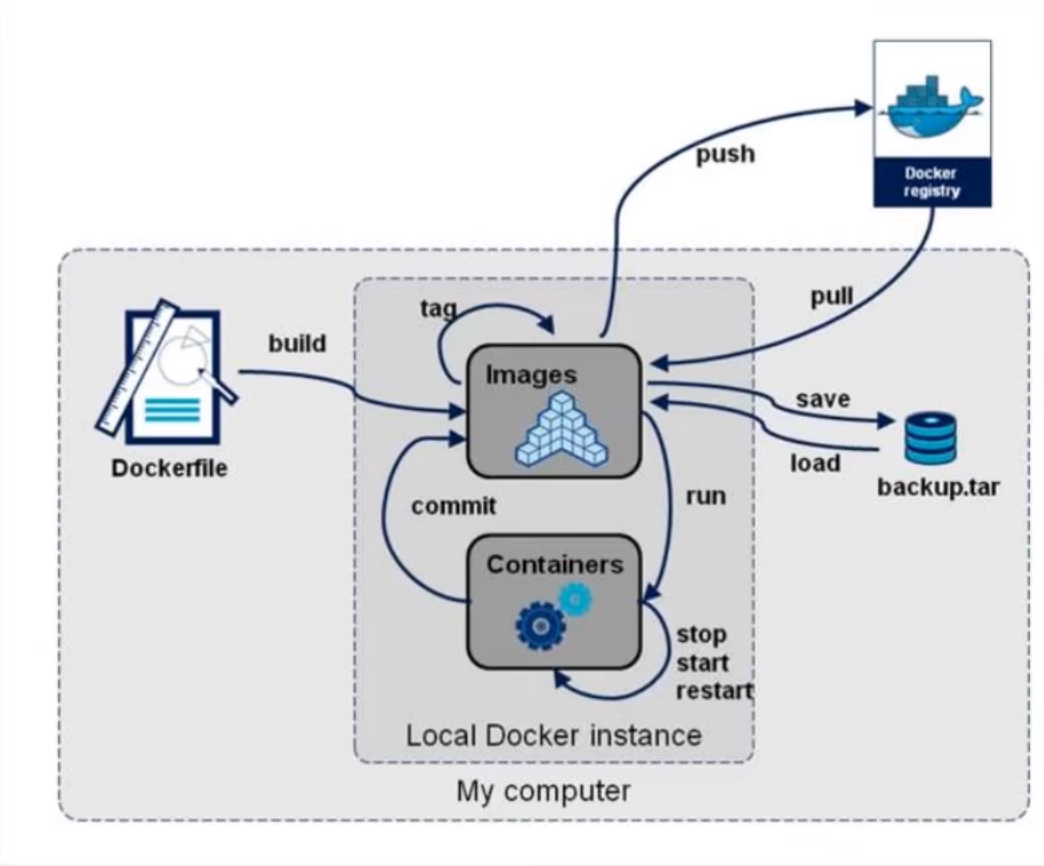 push
Docker
registry
pull
tag
build
Images
save
load
backup.tar
Dockerfile
commit
run
Containers
stop
start
restart
Local Docker instance
My computer